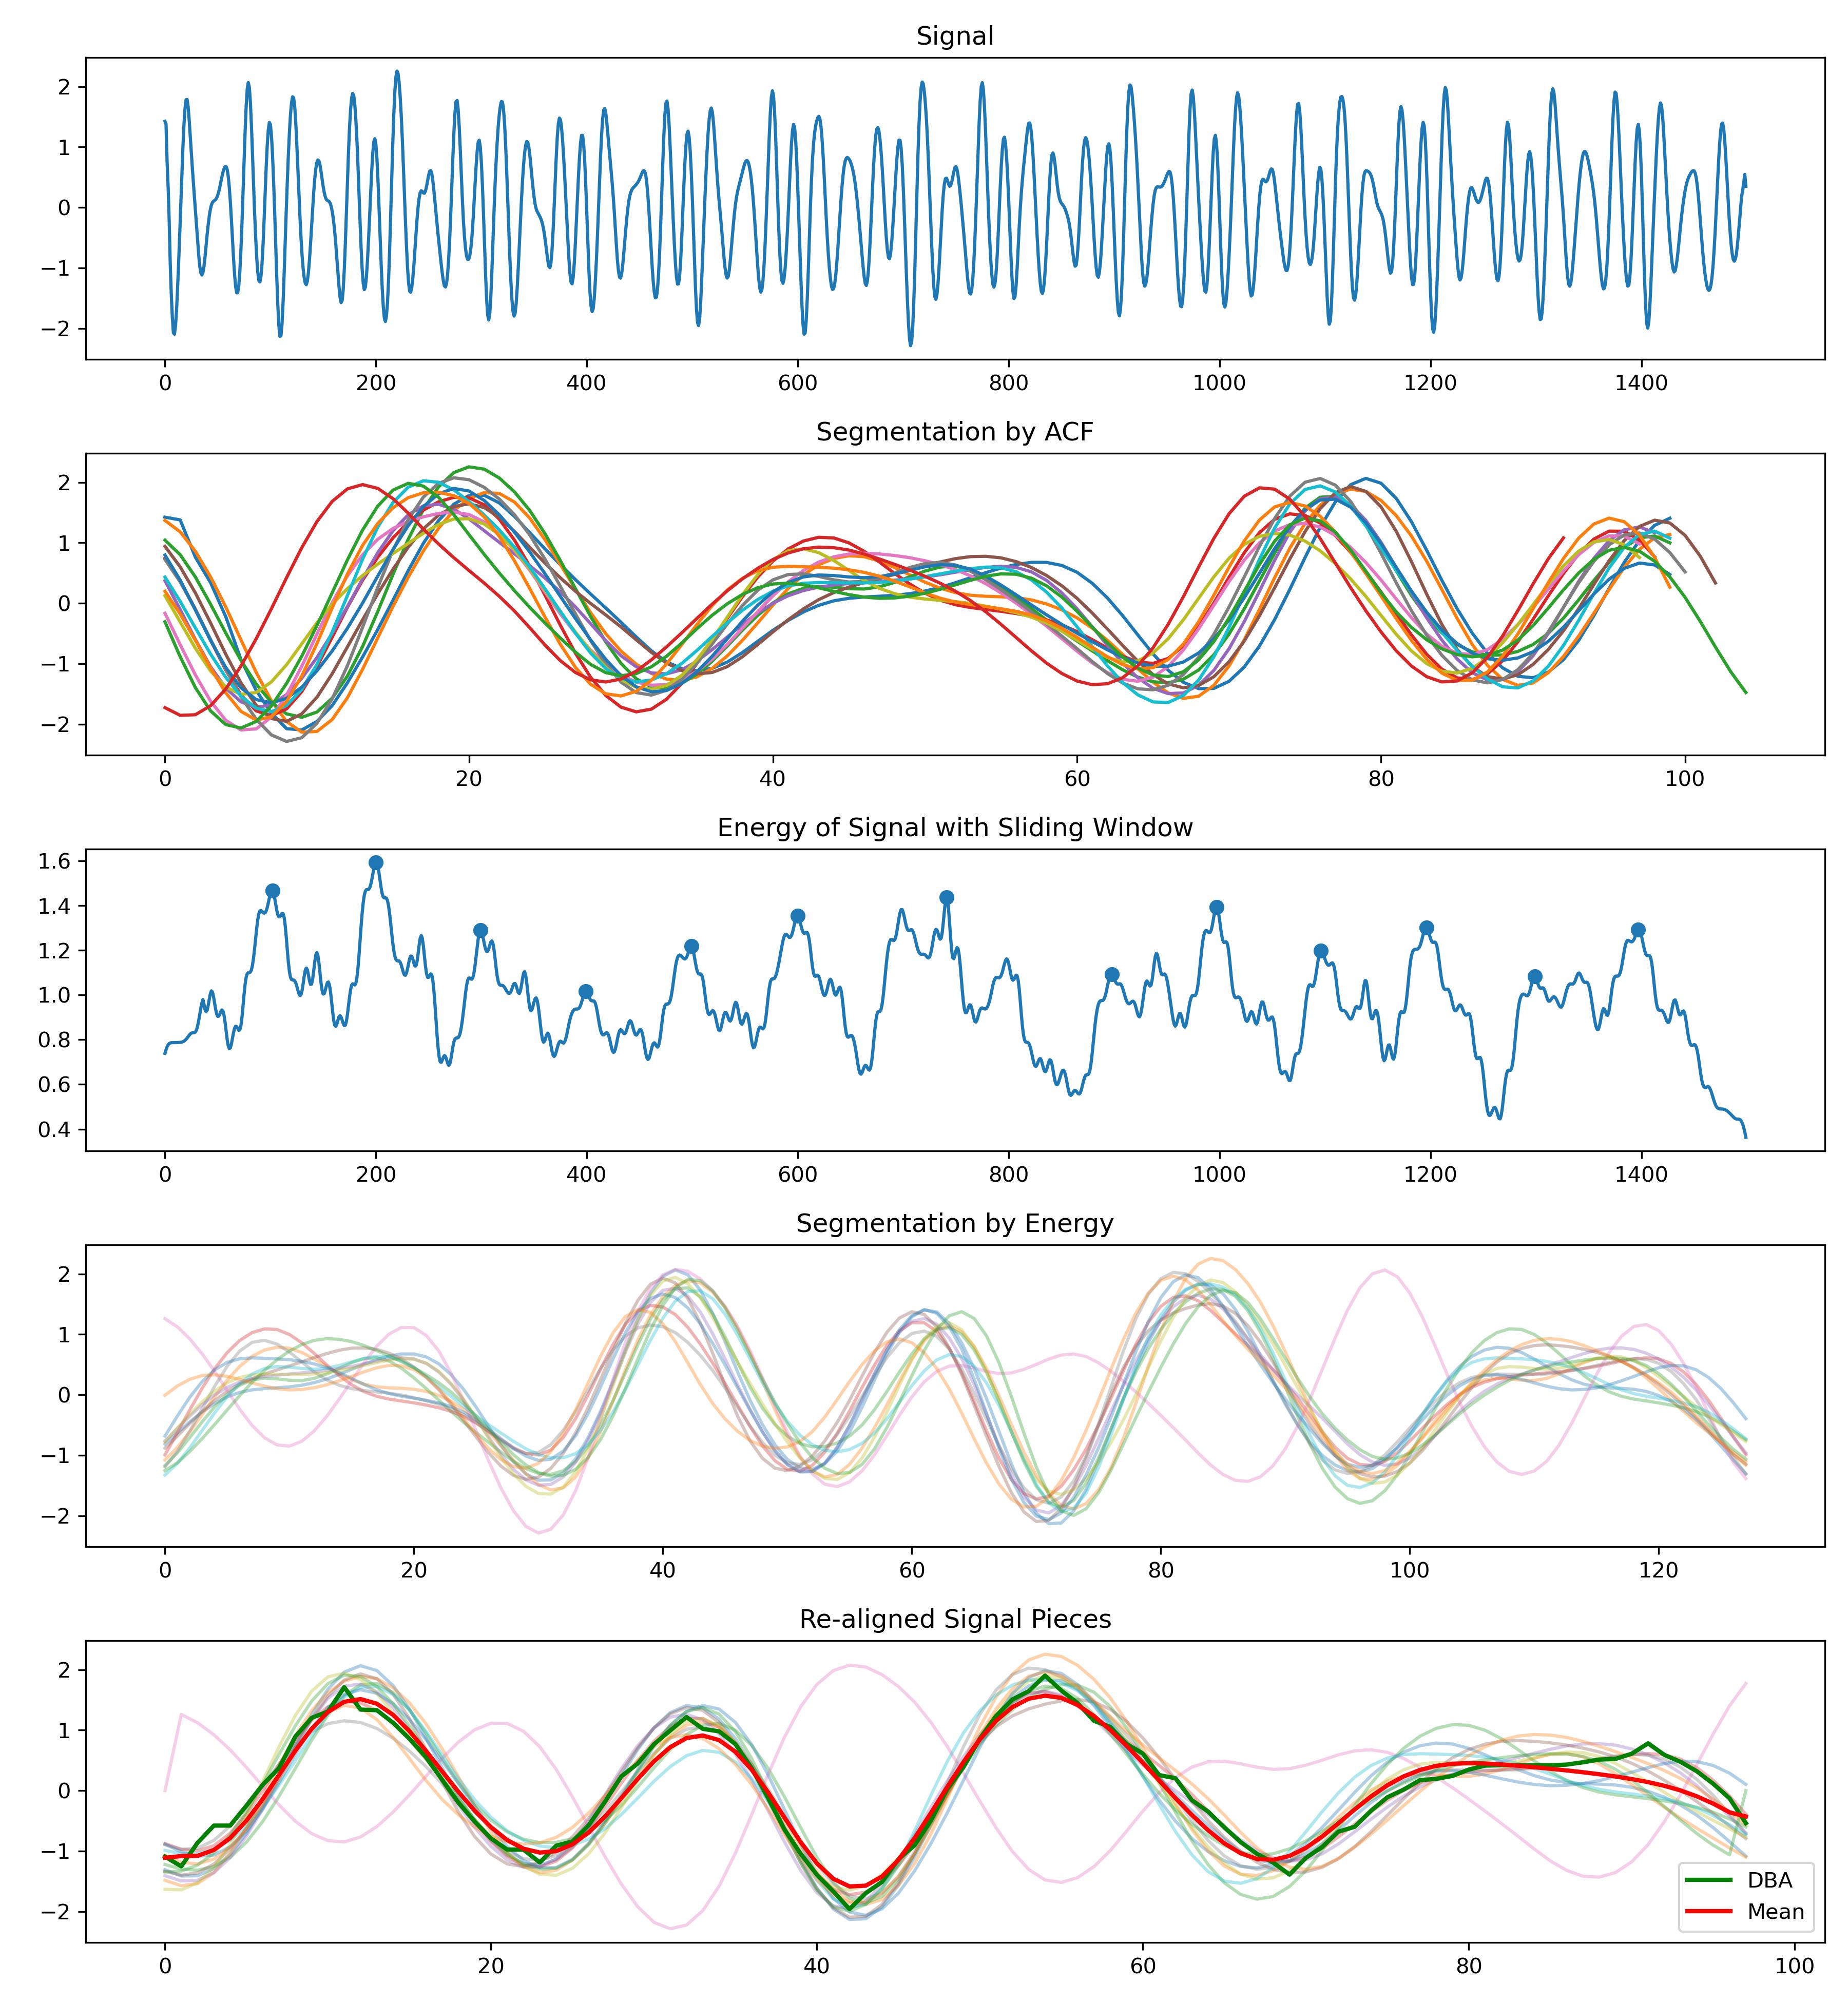 Signal
2
1
0
−1
−2
0 200 400 600 800 1000 1200 1400
Segmentation by ACF
2
1
0
−1
−2
0 20 40 60 80 100
Energy of Signal with Sliding Window
1.6
1.4
1.2
1.0
0.8
0.6
0.4
0 200 400 600 800 1000 1200 1400
Segmentation by Energy
2
1
0
−1
−2
0 20 40 60 80 100 120
Re-aligned Signal Pieces
2
1
0
−1
−2
DBA
Mean
0 20 40 60 80 100